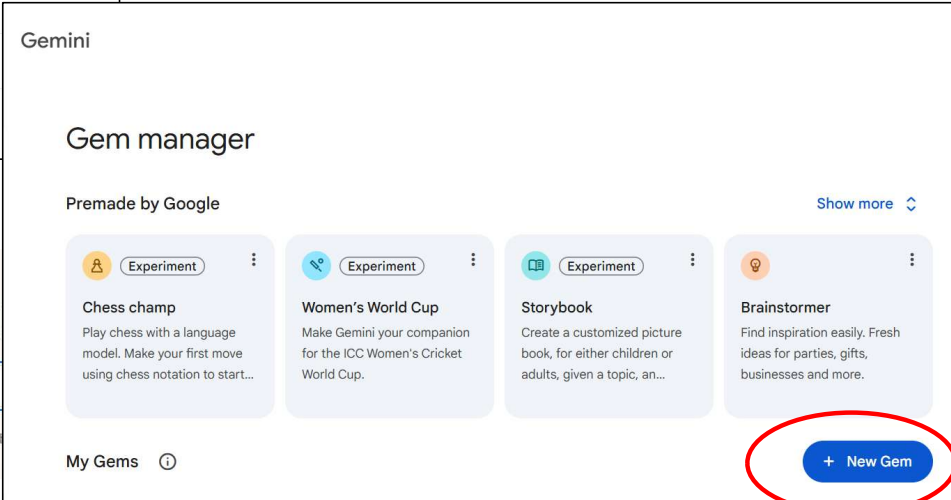 Gemini
Gem manager
Premade by Google
Show more
Experiment
Chess champ
Play chess with a language
model. Make your first move
using chess notation to start...
Experiment
Women's World Cup
Make Gemini your companion
for the ICC Women's Cricket
World Cup.
Experiment
Storybook
Create a customized picture
book, for either children or
adults, given a topic, an...
Brainstormer
Find inspiration easily. Fresh
ideas for parties, gifts,
businesses and more.
My Gems
+ New Gem